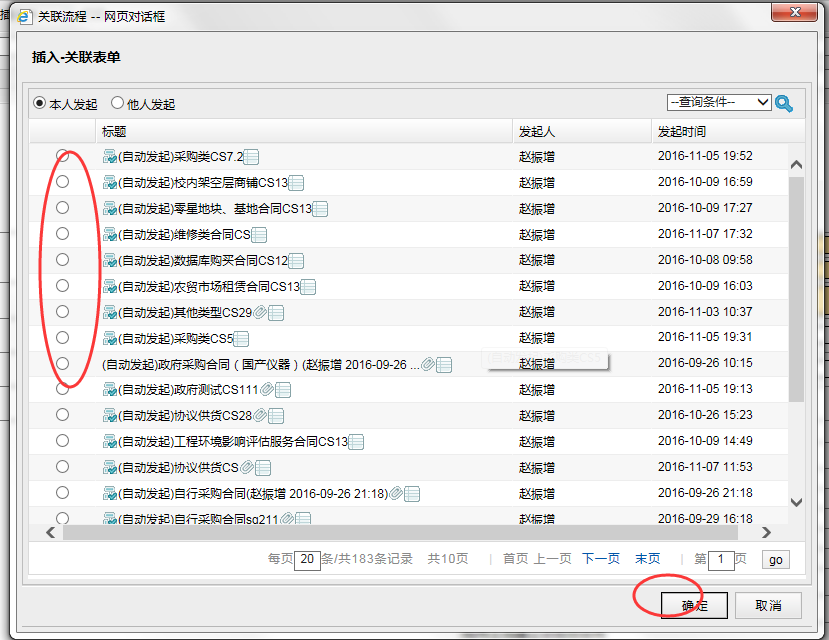 关联流程 -- 网页对话框
插入-关联表单
本人发起 他人发起 --查询条件--
标题 发起人 发起时间
(自动发起)采购类CS7.2 赵振增 2016-11-05 19:52
(自动发起)校内架空层商铺CS13 赵振增 2016-10-09 16:59
(自动发起)零星地块、基地合同CS13 赵振增 2016-10-09 17:27
(自动发起)维修类合同CS 赵振增 2016-11-07 17:32
(自动发起)数据库购买合同CS12 赵振增 2016-10-08 09:58
(自动发起)农贸市场租赁合同CS13 赵振增 2016-10-09 16:03
(自动发起)其他类型CS29 赵振增 2016-11-03 10:37
(自动发起)采购类CS5 赵振增 2016-11-05 19:31
(自动发起)政府采购合同（国产仪器）(赵振增 2016-09-26 ... 赵振增 2016-09-26 10:15
(自动发起)政府测试CS111 赵振增 2016-11-05 19:13
(自动发起)协议供货CS28 赵振增 2016-10-26 15:23
(自动发起)工程环境影响评估服务合同CS13 赵振增 2016-10-09 14:49
(自动发起)协议供货CS 赵振增 2016-11-07 11:53
(自动发起)自行采购合同(赵振增 2016-09-26 21:18) 赵振增 2016-09-26 21:18
(自动发起)自行采购合同sg211 赵振增 2016-09-29 16:18
每页 20 条/共183条记录 共10页 | 首页 上一页 下一页 末页 | 第 1 页 go
确定 取消